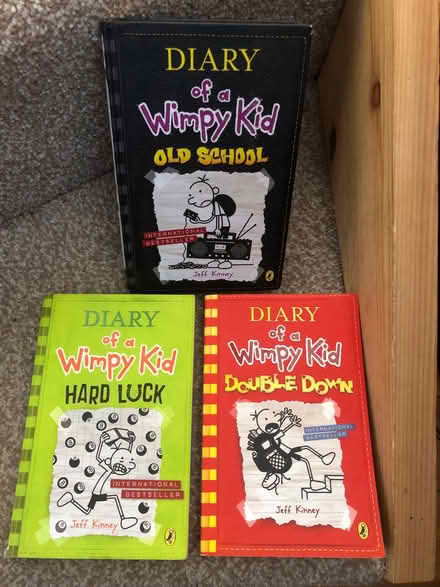 DIARY
of a
Wimpy Kid
OLD SCHOOL
INTERNATIONAL
BESTSELLER
Jeff Kinney
DIARY
of a
Wimpy Kid
HARD LUCK
INTERNATIONAL
BESTSELLER
Jeff Kinney
DIARY
of a
Wimpy Kid
DOUBLE DOWN
INTERNATIONAL
BESTSELLER
Jeff Kinney